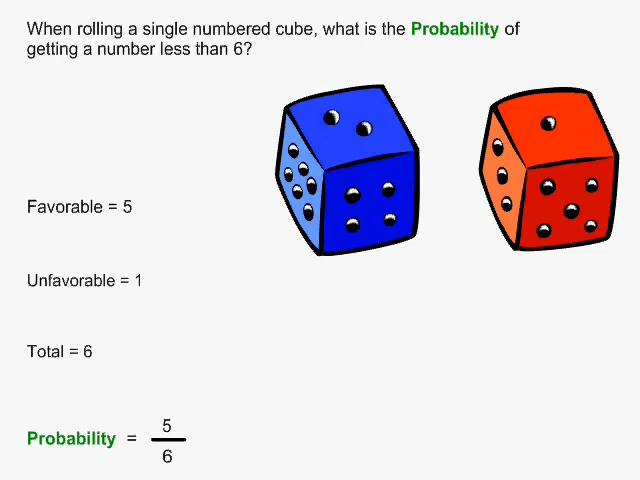 When rolling a single numbered cube, what is the Probability of
getting a number less than 6?
Favorable = 5
Unfavorable = 1
Total = 6
Probability = 5
6